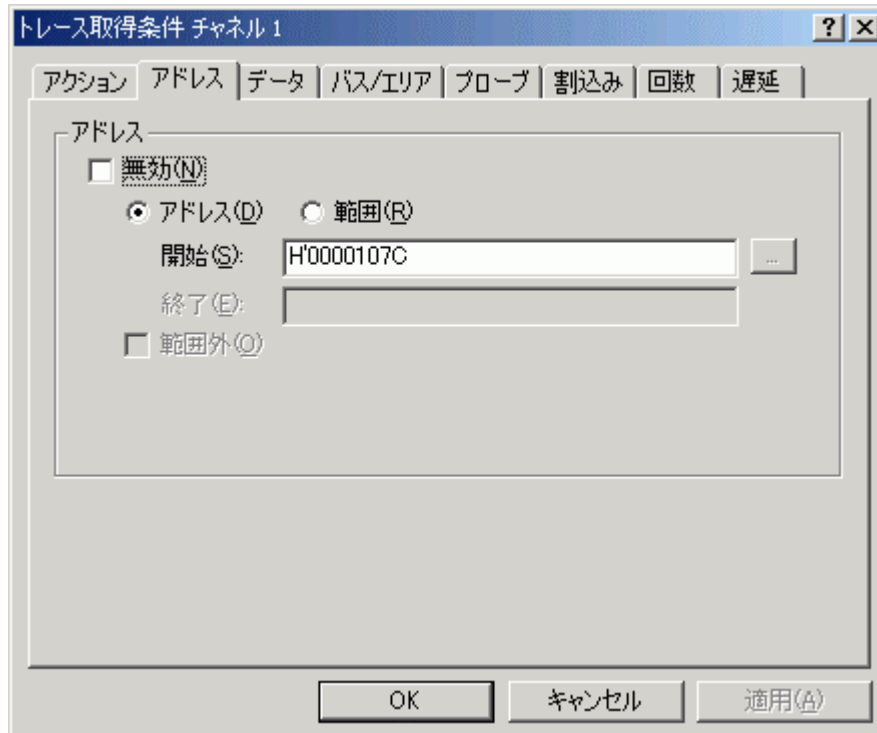 トレース取得条件 チャネル 1
アクション アドレス データ バス/エリア プローブ 割込み 回数 遅延
アドレス
無効(N)
アドレス(D) 範囲(R)
開始(S): H'0000107C ...
終了(E):
範囲外(O)
OK キャンセル 適用(A)